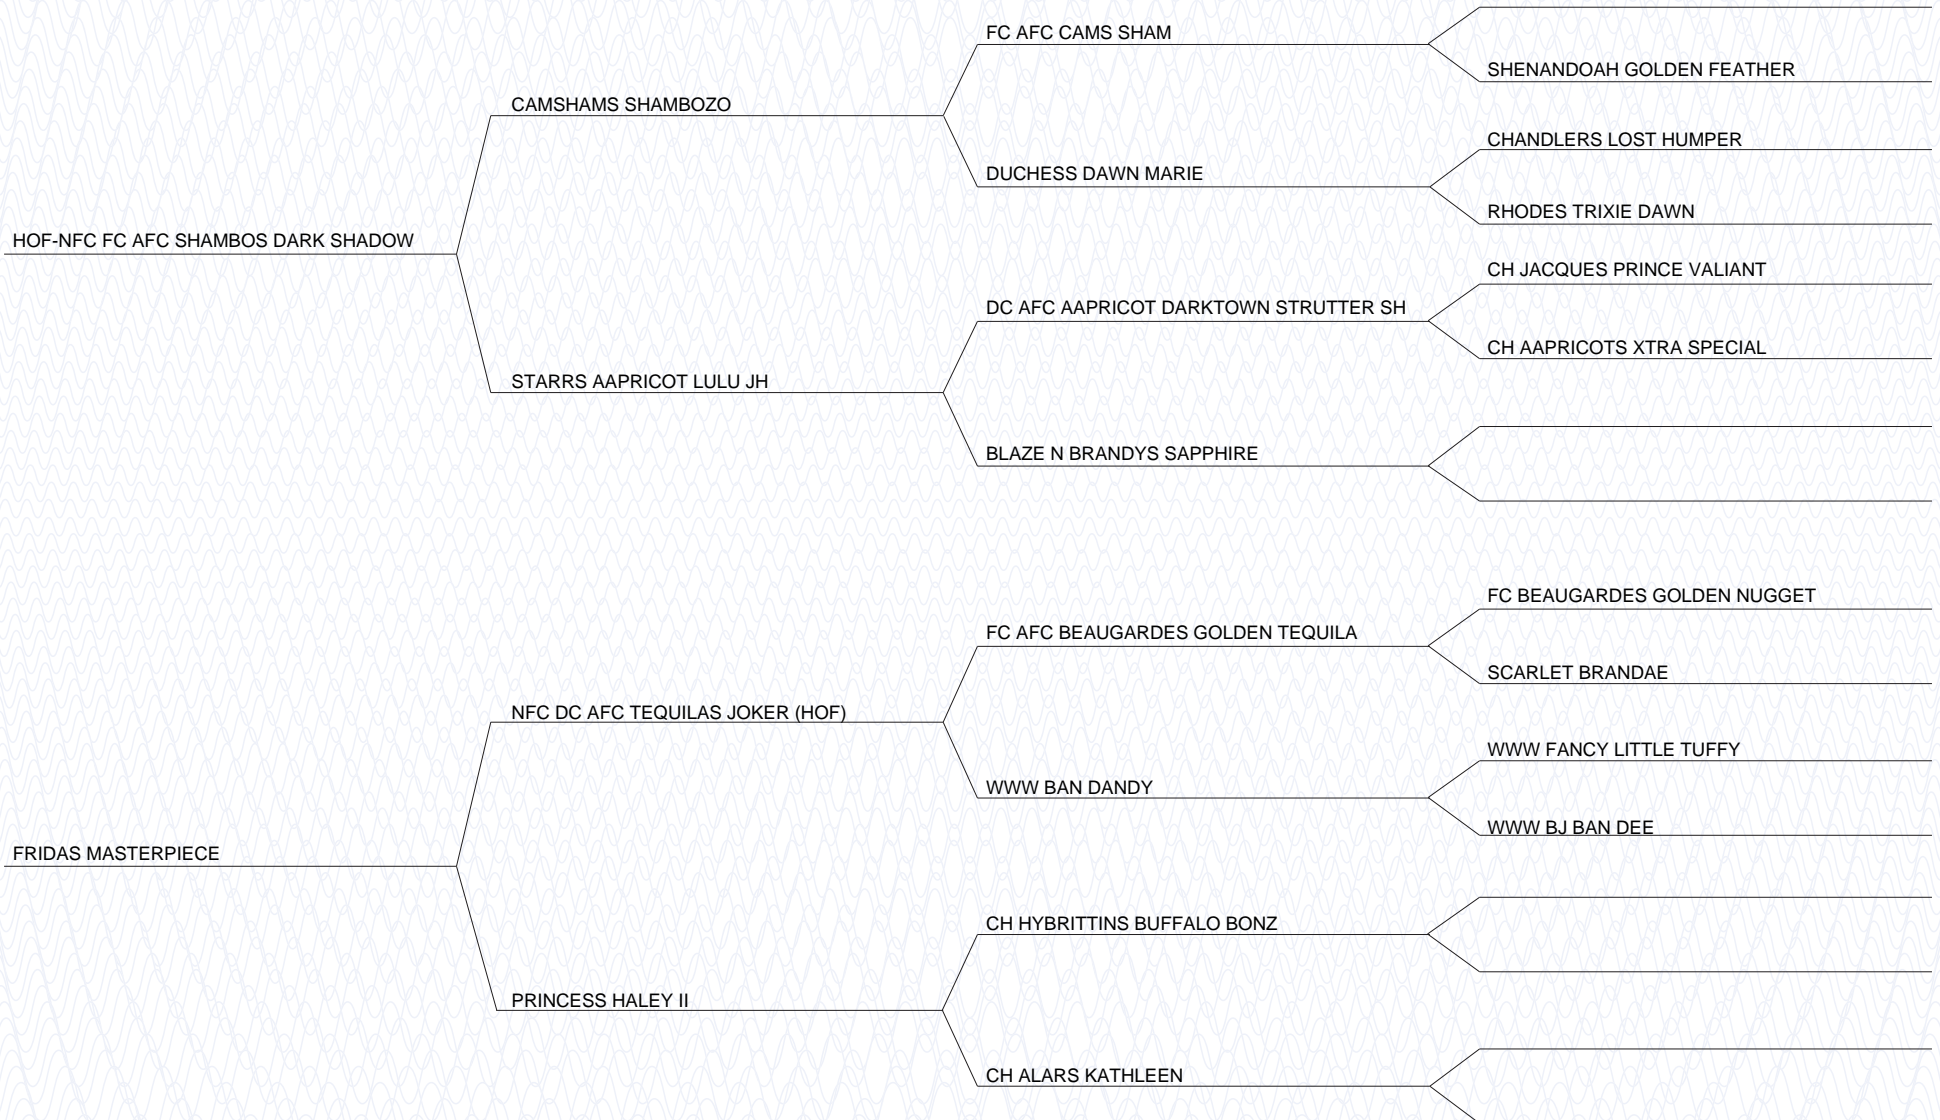 FC AFC CAMS SHAM
SHENANDOAH GOLDEN FEATHER
CAMSHAMS SHAMBOZO
CHANDLERS LOST HUMPER
DUCHESS DAWN MARIE
RHODES TRIXIE DAWN
HOF-NFC FC AFC SHAMBOS DARK SHADOW
CH JACQUES PRINCE VALIANT
DC AFC AAPRICOT DARKTOWN STRUTTER SH
CH AAPRICOTS XTRA SPECIAL
STARRS AAPRICOT LULU JH
BLAZE N BRANDYS SAPPHIRE
FC BEAUGARDES GOLDEN NUGGET
FC AFC BEAUGARDES GOLDEN TEQUILA
SCARLET BRANDAE
NFC DC AFC TEQUILAS JOKER (HOF)
WWW FANCY LITTLE TUFFY
WWW BAN DANDY
WWW BJ BAN DEE
FRIDAS MASTERPIECE
CH HYBRITTINS BUFFALO BONZ
PRINCESS HALEY II
CH ALARS KATHLEEN